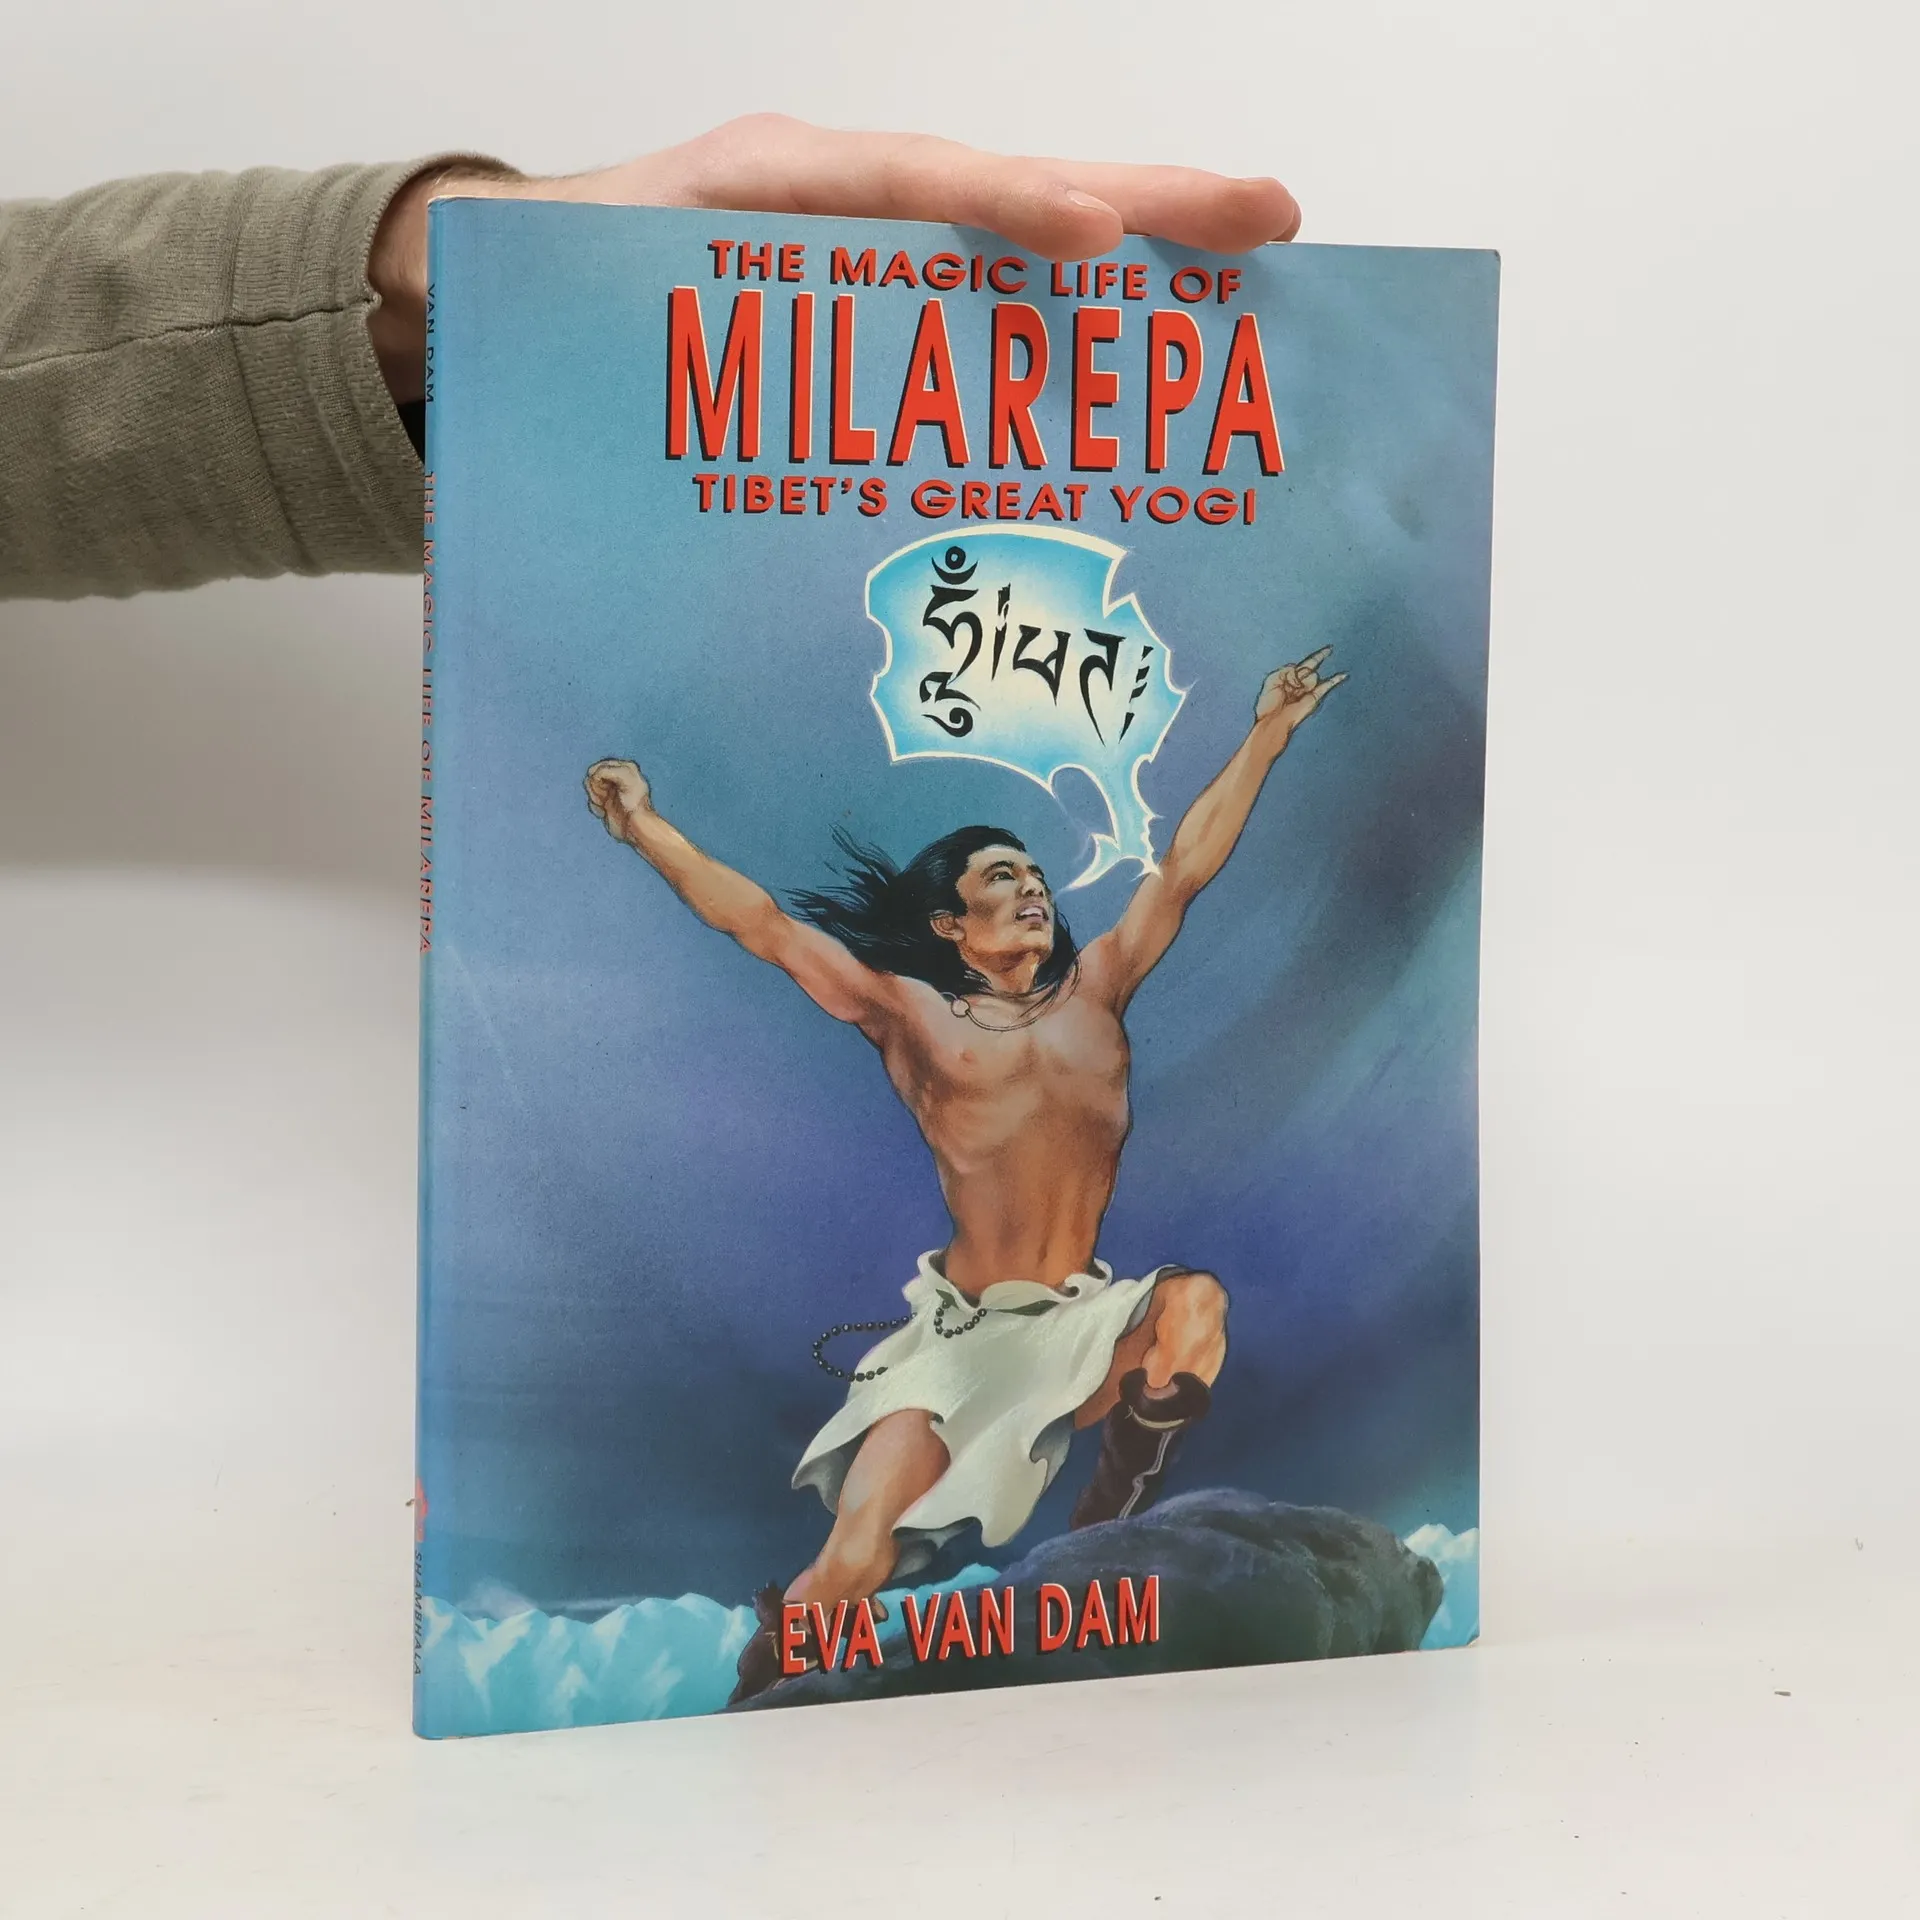 THE MAGIC LIFE OF
MILAREPA
TIBET'S GREAT YOGI
ཧཱུྃ།ཕཊ༔
EVA VAN DAM
VAN DAM THE MAGIC LIFE OF MILAREPA SHAMBHALA